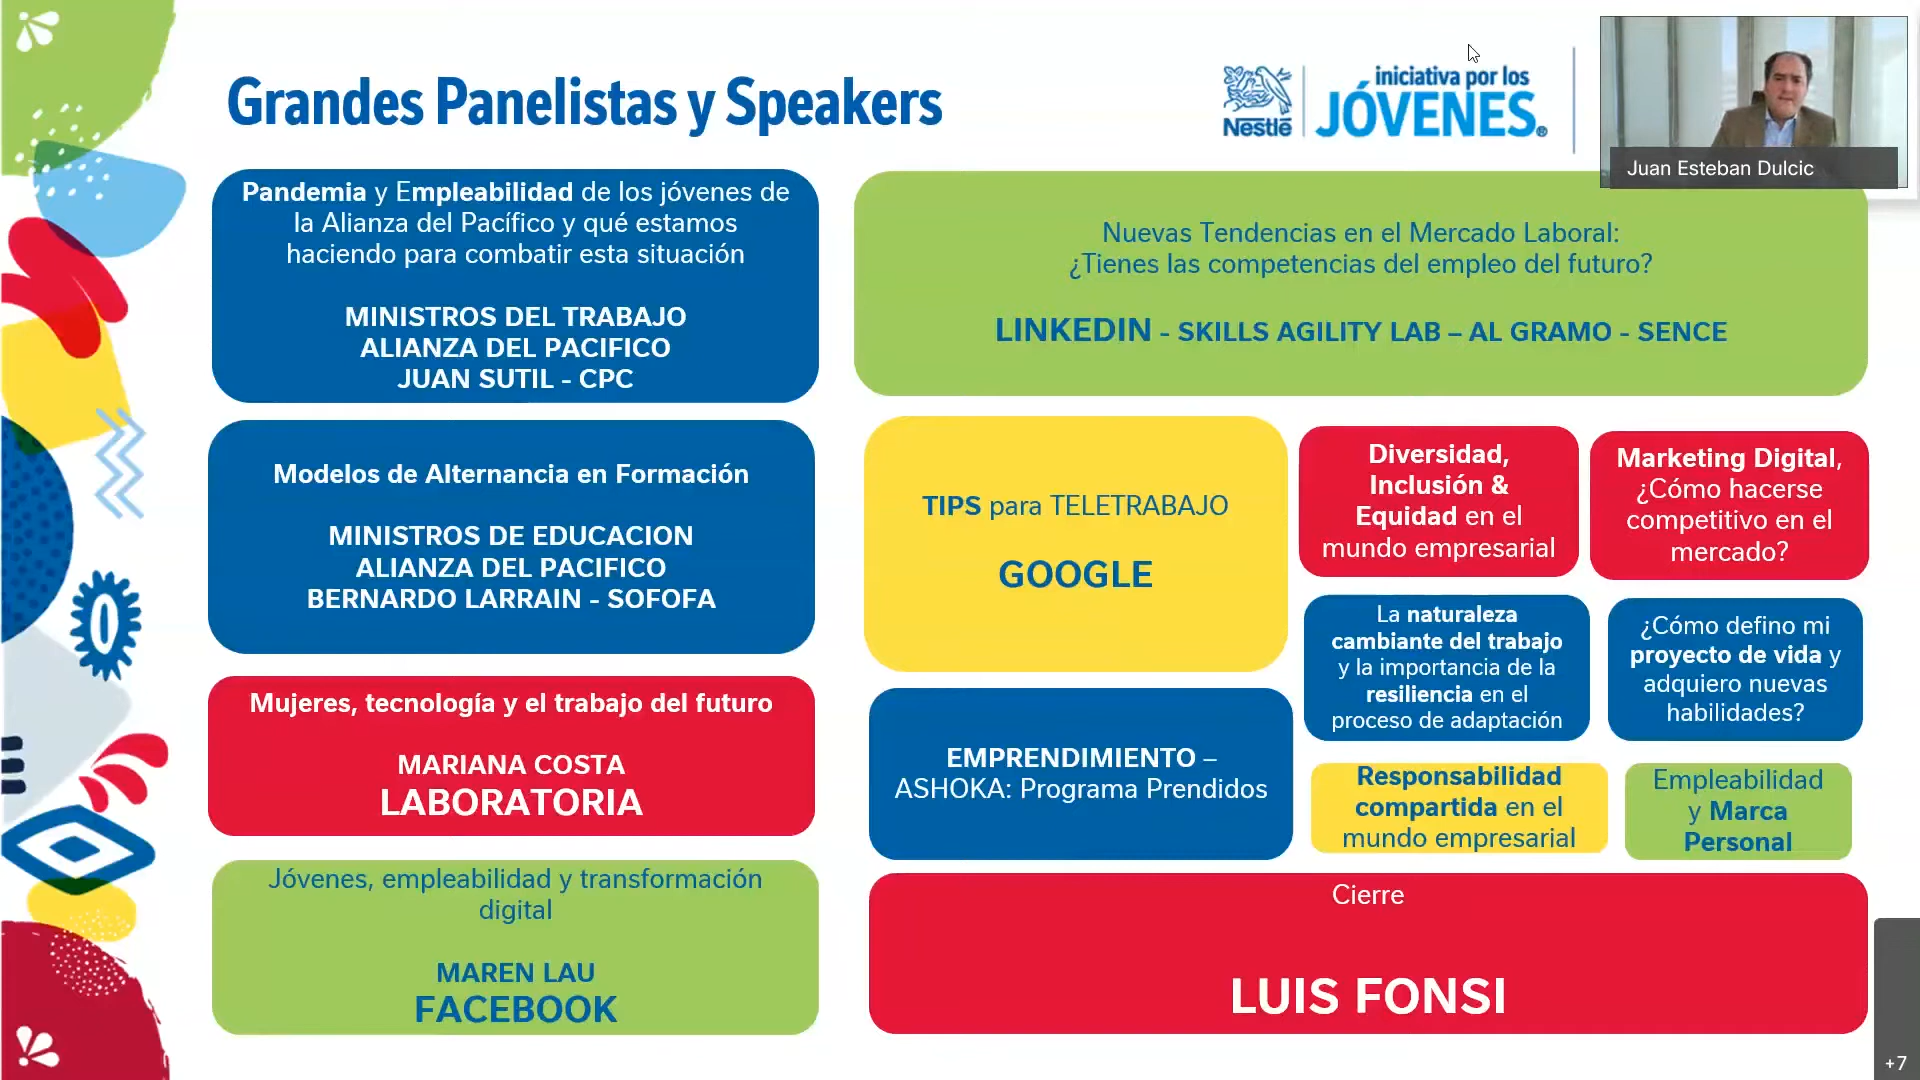 Grandes Panelistas y Speakers
Nestlé
iniciativa por los
JÓVENES®
Juan Esteban Dulcic
Pandemia y Empleabilidad de los jóvenes de
la Alianza del Pacífico y qué estamos
haciendo para combatir esta situación
MINISTROS DEL TRABAJO
ALIANZA DEL PACIFICO
JUAN SUTIL - CPC
Nuevas Tendencias en el Mercado Laboral:
¿Tienes las competencias del empleo del futuro?
LINKEDIN - SKILLS AGILITY LAB – AL GRAMO - SENCE
Modelos de Alternancia en Formación
MINISTROS DE EDUCACION
ALIANZA DEL PACIFICO
BERNARDO LARRAIN - SOFOFA
TIPS para TELETRABAJO
GOOGLE
Diversidad,
Inclusión &
Equidad en el
mundo empresarial
Marketing Digital,
¿Cómo hacerse
competitivo en el
mercado?
La naturaleza
cambiante del trabajo
y la importancia de la
resiliencia en el
proceso de adaptación
¿Cómo defino mi
proyecto de vida y
adquiero nuevas
habilidades?
Mujeres, tecnología y el trabajo del futuro
MARIANA COSTA
LABORATORIA
EMPRENDIMIENTO –
ASHOKA: Programa Prendidos
Responsabilidad
compartida en el
mundo empresarial
Empleabilidad
y Marca
Personal
Jóvenes, empleabilidad y transformación
digital
MAREN LAU
FACEBOOK
Cierre
LUIS FONSI
+7